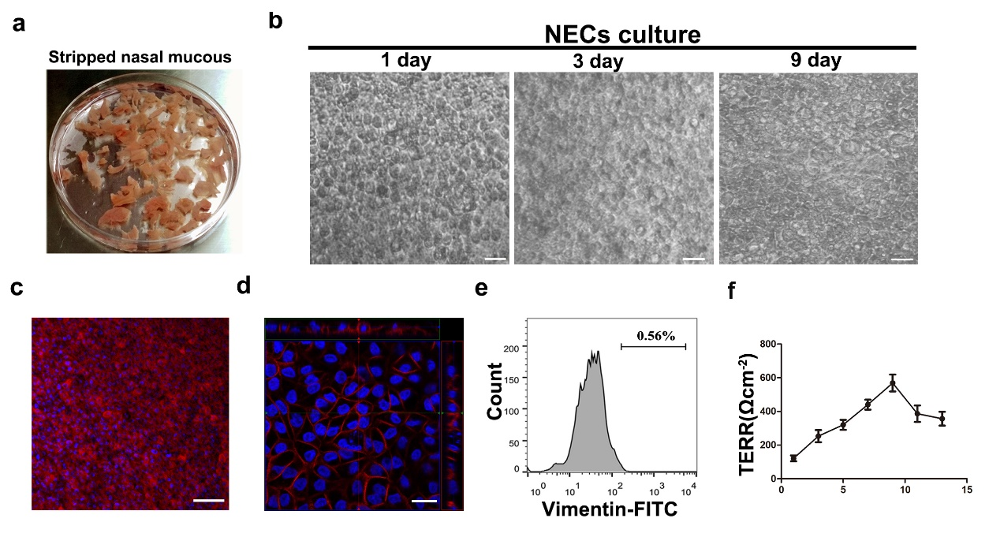 a
Stripped nasal mucous
b
NECs culture
1 day
3 day
9 day
c
d
e
0.56%
200
150
100
50
0
Count
10⁰
10¹
10²
10³
10⁴
Vimentin-FITC
f
800
600
400
200
0
TERR(Ωcm⁻²)
0
5
10
15